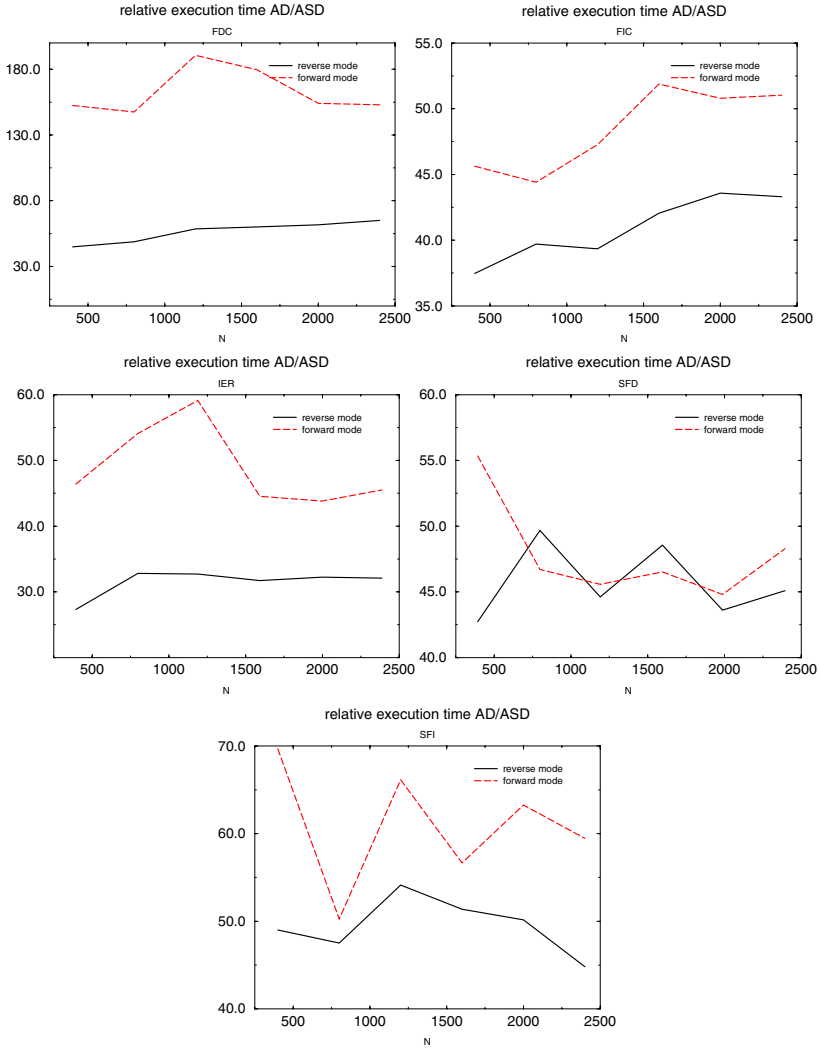 relative execution time AD/ASD
FDC
reverse mode
forward mode
180.0
130.0
80.0
30.0
500 1000 1500 2000 2500
N
relative execution time AD/ASD
FIC
reverse mode
forward mode
55.0
50.0
45.0
40.0
35.0
500 1000 1500 2000 2500
N
relative execution time AD/ASD
IER
reverse mode
forward mode
60.0
50.0
40.0
30.0
500 1000 1500 2000 2500
N
relative execution time AD/ASD
SFD
reverse mode
forward mode
60.0
55.0
50.0
45.0
40.0
500 1000 1500 2000 2500
N
relative execution time AD/ASD
SFI
reverse mode
forward mode
70.0
60.0
50.0
40.0
500 1000 1500 2000 2500
N